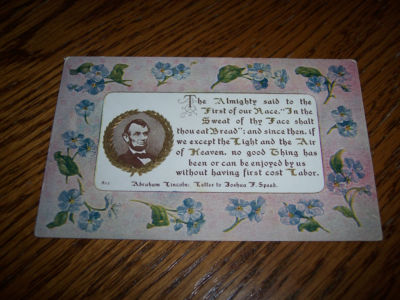 The Almighty said to the
First of our Race, "In the
Sweat of thy Face shalt
thou eat Bread"; and since then, if
we except the Light and the Air
of Heaven, no good Thing has
been or can be enjoyed by us
without having first cost Labor.
Abraham Lincoln: Letter to Joshua F. Speed.